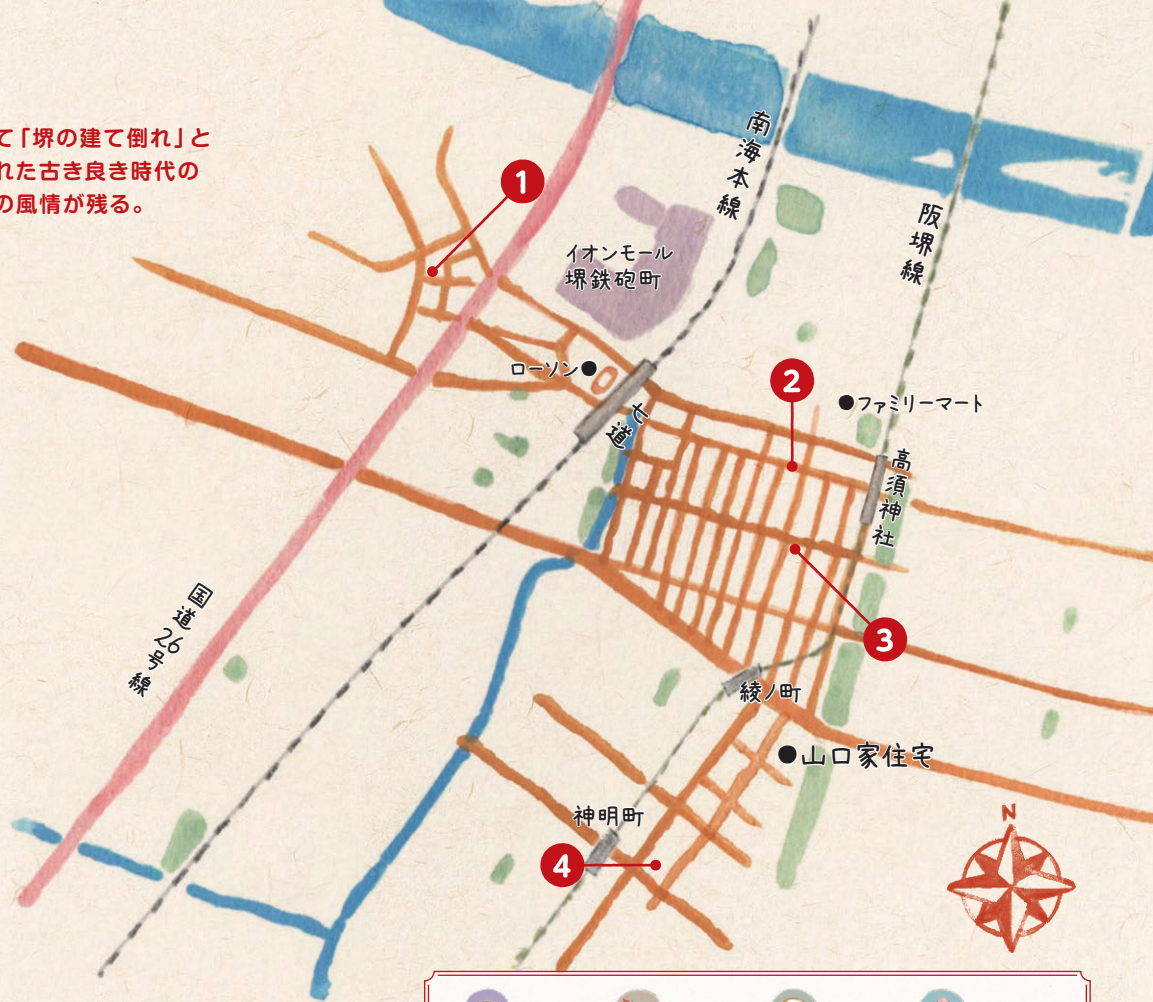 て「堺の建て倒れ」と
れた古き良き時代の
の風情が残る。
南海本線
阪堺線
1
イオンモール
堺鉄砲町
ローソン
七道
2
ファミリーマート
高須神社
国道26号線
3
綾ノ町
山口家住宅
神明町
4
N